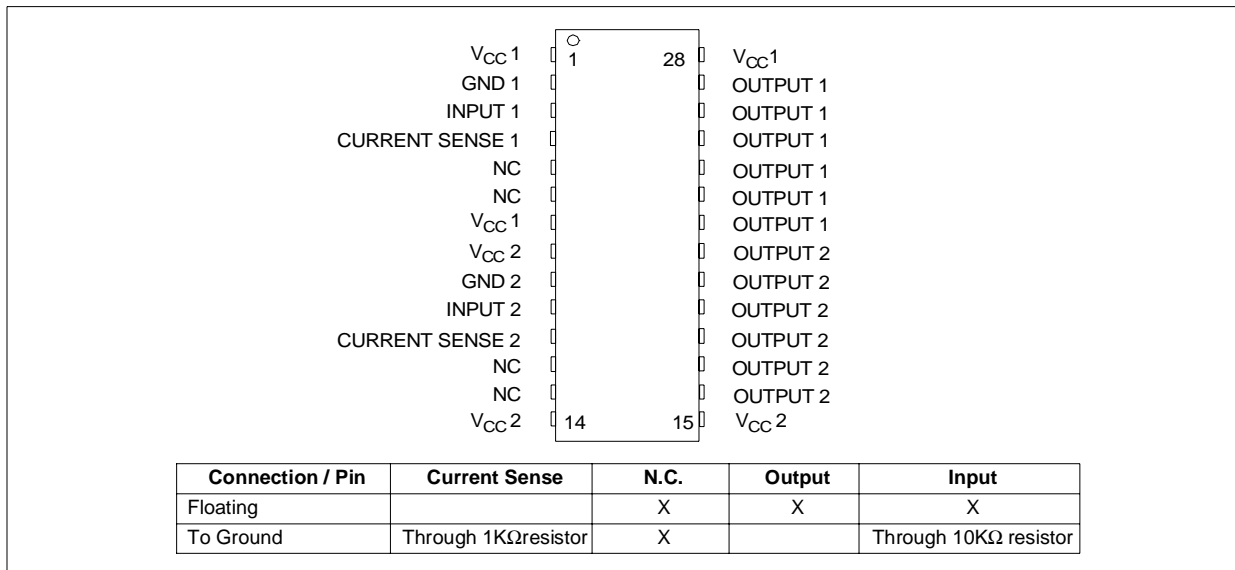 VCC 1 1 28 VCC1
GND 1 OUTPUT 1
INPUT 1 OUTPUT 1
CURRENT SENSE 1 OUTPUT 1
NC OUTPUT 1
NC OUTPUT 1
VCC 1 OUTPUT 1
VCC 2 OUTPUT 2
GND 2 OUTPUT 2
INPUT 2 OUTPUT 2
CURRENT SENSE 2 OUTPUT 2
NC OUTPUT 2
NC OUTPUT 2
VCC 2 14 15 VCC 2
Connection / Pin Current Sense N.C. Output Input
Floating X X X
To Ground Through 1KΩresistor X Through 10KΩ resistor